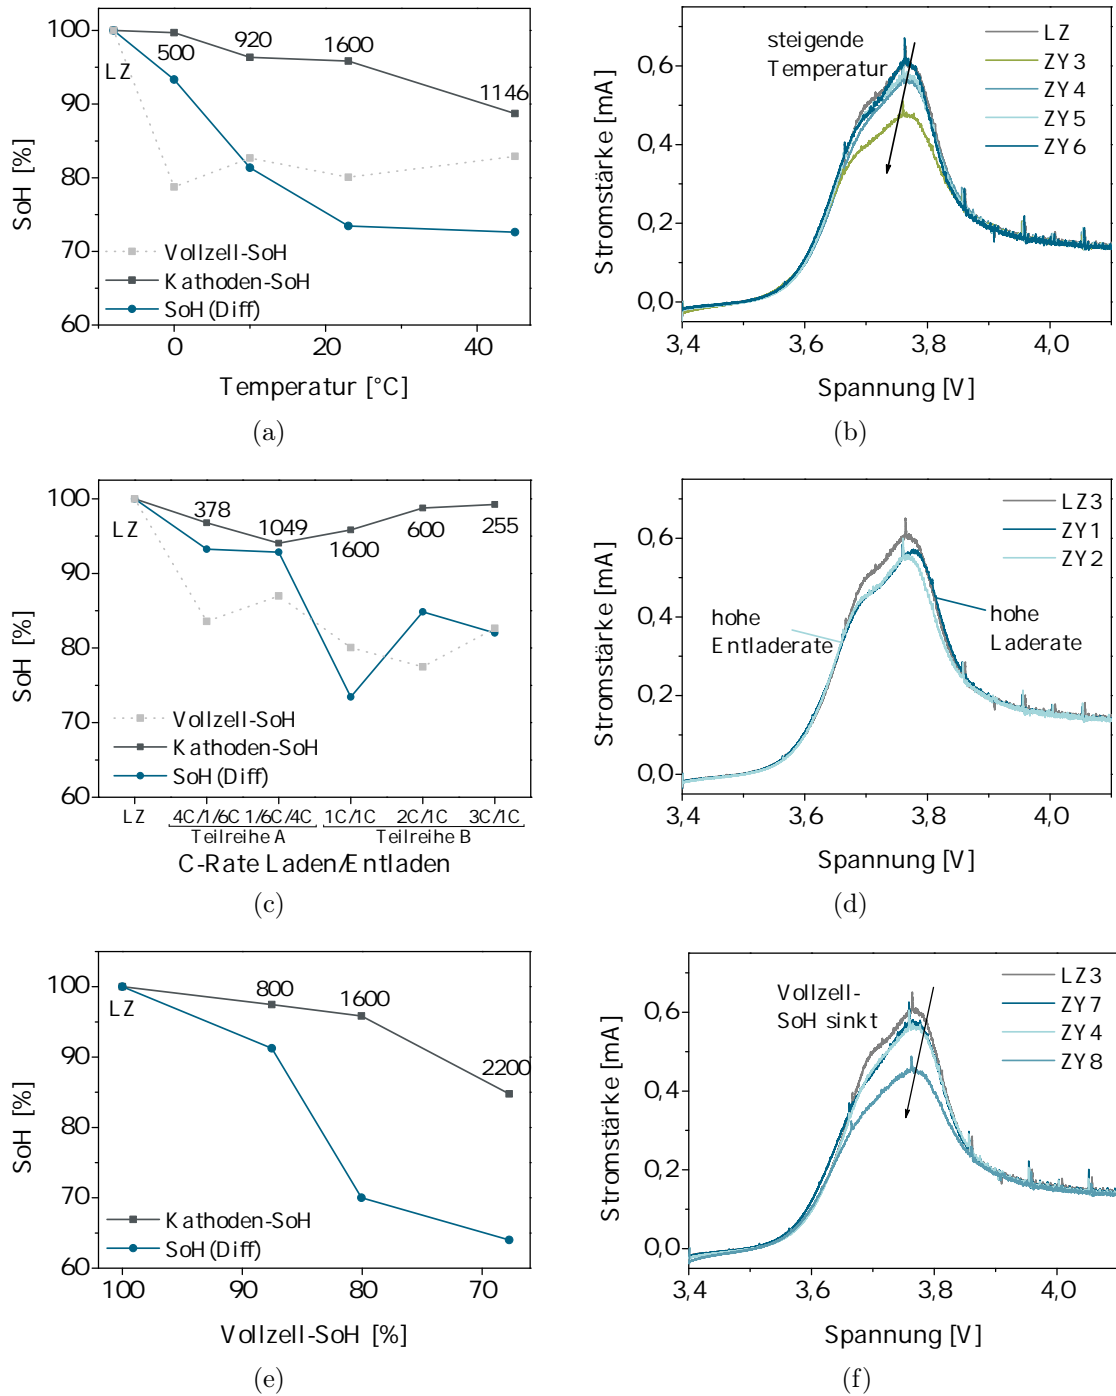 100
90
80
70
60
SoH [%]
LZ
500
920
1600
1146
Vollzell-SoH
Kathoden-SoH
SoH (Diff)
0
20
40
Temperatur [°C]
(a)
0,6
0,4
0,2
0,0
Stromstärke [mA]
steigende
Temperatur
LZ
ZY3
ZY4
ZY5
ZY6
3,4
3,6
3,8
4,0
Spannung [V]
(b)
100
90
80
70
60
SoH [%]
LZ
378
1049
1600
600
255
Vollzell-SoH
Kathoden-SoH
SoH (Diff)
LZ
4C/1/6C
1/6C/4C
1C/1C
2C/1C
3C/1C
Teilreihe A
Teilreihe B
C-Rate Laden/Entladen
(c)
0,6
0,4
0,2
0,0
Stromstärke [mA]
LZ3
ZY1
ZY2
hohe
Entladerate
hohe
Laderate
3,4
3,6
3,8
4,0
Spannung [V]
(d)
100
90
80
70
60
SoH [%]
LZ
800
1600
2200
Kathoden-SoH
SoH (Diff)
100
90
80
70
Vollzell-SoH [%]
(e)
0,6
0,4
0,2
0,0
Stromstärke [mA]
Vollzell-
SoH sinkt
LZ3
ZY7
ZY4
ZY8
3,4
3,6
3,8
4,0
Spannung [V]
(f)